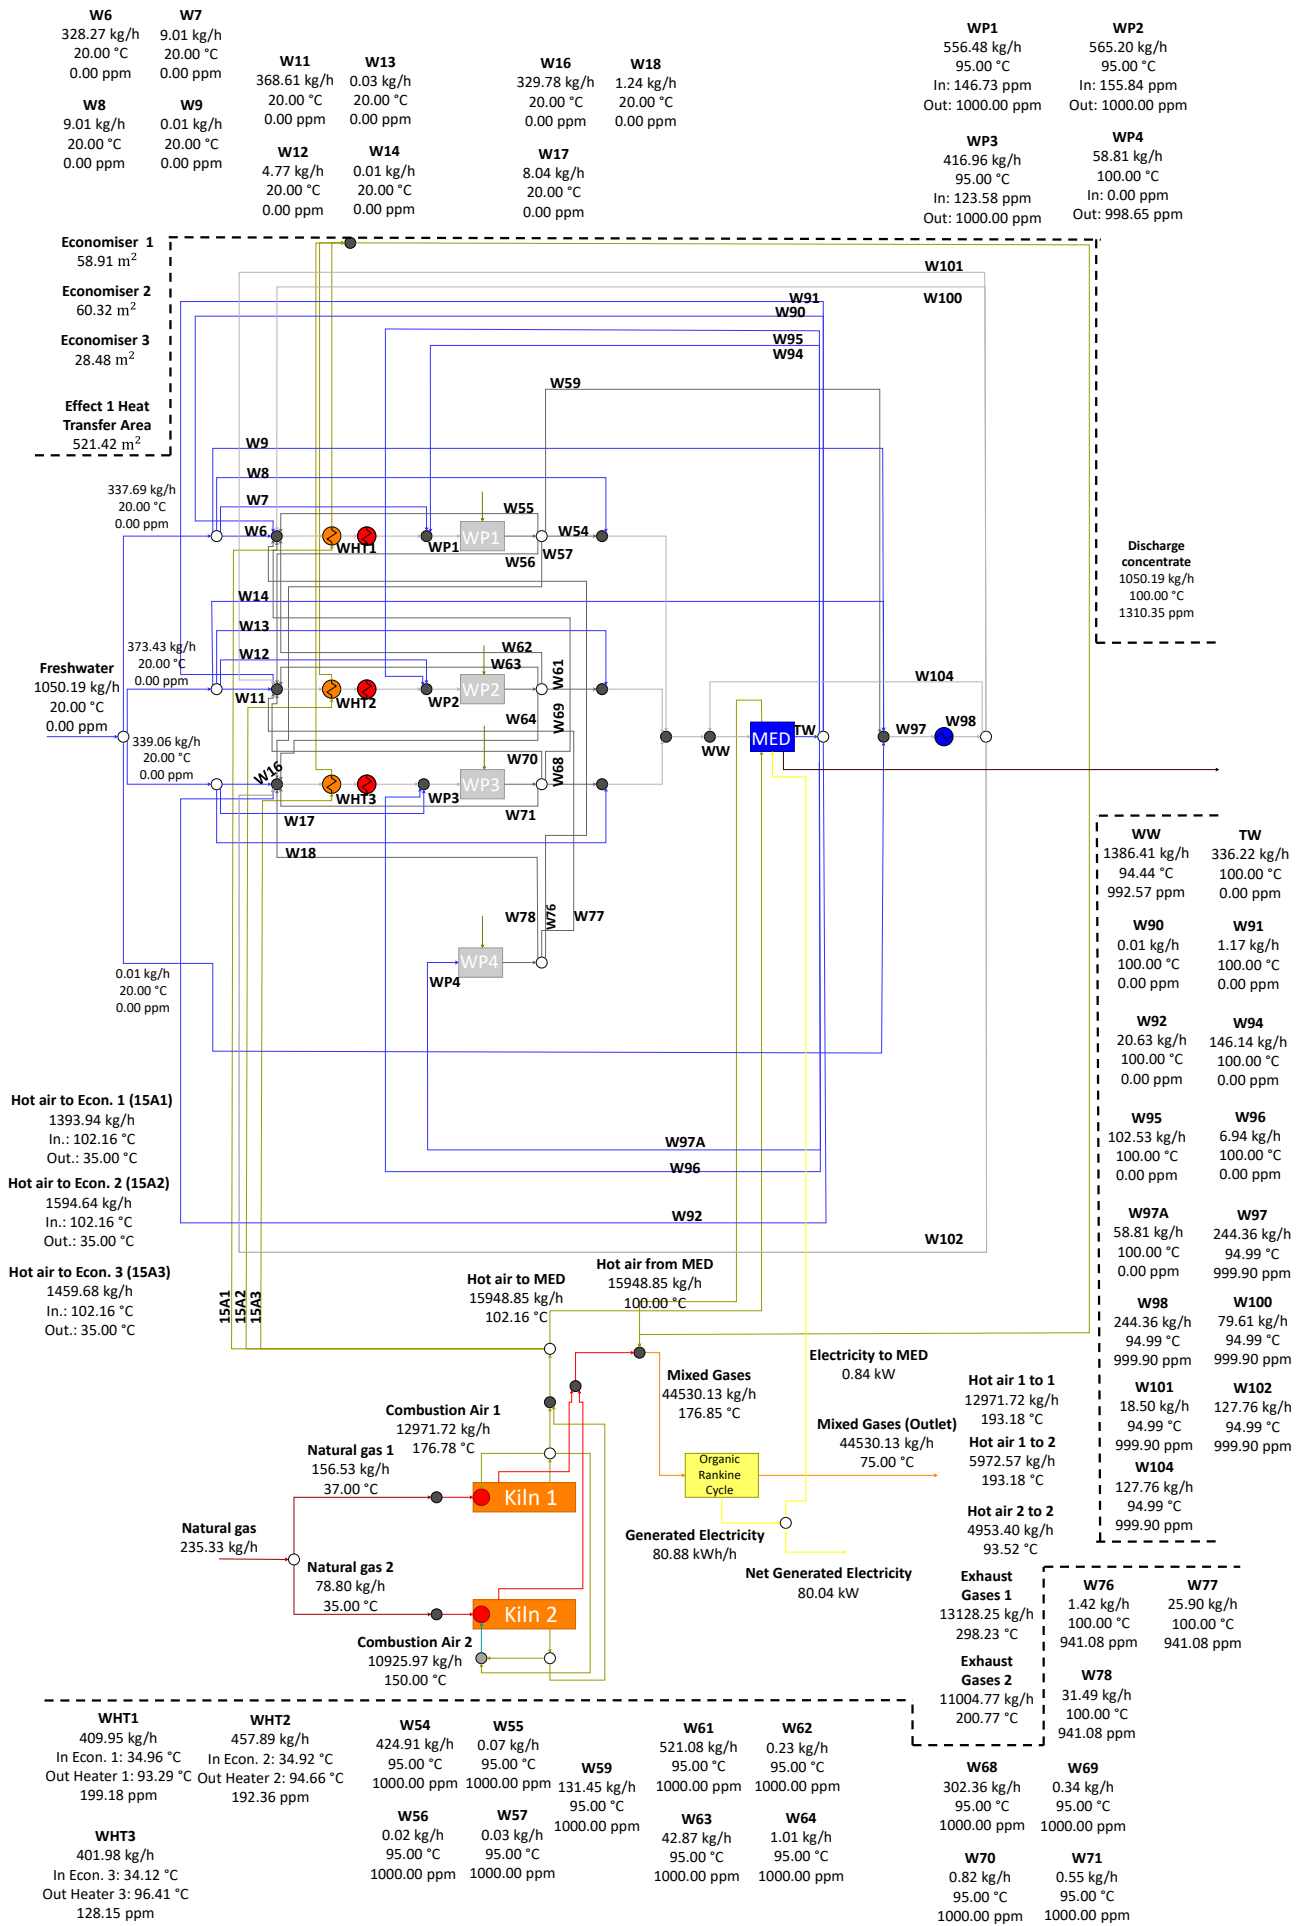 W6
328.27 kg/h
20.00 °C
0.00 ppm
W7
9.01 kg/h
20.00 °C
0.00 ppm
W8
9.01 kg/h
20.00 °C
0.00 ppm
W9
0.01 kg/h
20.00 °C
0.00 ppm
W11
368.61 kg/h
20.00 °C
0.00 ppm
W13
0.03 kg/h
20.00 °C
0.00 ppm
W12
4.77 kg/h
20.00 °C
0.00 ppm
W14
0.01 kg/h
20.00 °C
0.00 ppm
W16
329.78 kg/h
20.00 °C
0.00 ppm
W18
1.24 kg/h
20.00 °C
0.00 ppm
W17
8.04 kg/h
20.00 °C
0.00 ppm
WP1
556.48 kg/h
95.00 °C
In: 146.73 ppm
Out: 1000.00 ppm
WP2
565.20 kg/h
95.00 °C
In: 155.84 ppm
Out: 1000.00 ppm
WP3
416.96 kg/h
95.00 °C
In: 123.58 ppm
Out: 1000.00 ppm
WP4
58.81 kg/h
100.00 °C
In: 0.00 ppm
Out: 998.65 ppm
Economiser 1
58.91 m²
Economiser 2
60.32 m²
Economiser 3
28.48 m²
Effect 1 Heat
Transfer Area
521.42 m²
W101
W100
W91
W90
W95
W94
W59
W9
W8
W7
W6
337.69 kg/h
20.00 °C
0.00 ppm
WHT1
WP1
WP1
W55
W54
W57
W56
Discharge
concentrate
1050.19 kg/h
100.00 °C
1310.35 ppm
W14
W13
W12
W11
373.43 kg/h
20.00 °C
0.00 ppm
Freshwater
1050.19 kg/h
20.00 °C
0.00 ppm
WHT2
WP2
WP2
W62
W63
W61
W64
W69
W104
339.06 kg/h
20.00 °C
0.00 ppm
W16
WHT3
WP3
WP3
W70
W68
W71
WW
MED
TW
W97
W98
W17
W18
W78
W76
W77
WP4
WP4
0.01 kg/h
20.00 °C
0.00 ppm
W97A
W96
W92
W102
WW
1386.41 kg/h
94.44 °C
992.57 ppm
TW
336.22 kg/h
100.00 °C
0.00 ppm
W90
0.01 kg/h
100.00 °C
0.00 ppm
W91
1.17 kg/h
100.00 °C
0.00 ppm
W92
20.63 kg/h
100.00 °C
0.00 ppm
W94
146.14 kg/h
100.00 °C
0.00 ppm
W95
102.53 kg/h
100.00 °C
0.00 ppm
W96
6.94 kg/h
100.00 °C
0.00 ppm
W97A
58.81 kg/h
100.00 °C
0.00 ppm
W97
244.36 kg/h
94.99 °C
999.90 ppm
W98
244.36 kg/h
94.99 °C
999.90 ppm
W100
79.61 kg/h
94.99 °C
999.90 ppm
W101
18.50 kg/h
94.99 °C
999.90 ppm
W102
127.76 kg/h
94.99 °C
999.90 ppm
W104
127.76 kg/h
94.99 °C
999.90 ppm
Hot air to Econ. 1 (15A1)
1393.94 kg/h
In.: 102.16 °C
Out.: 35.00 °C
Hot air to Econ. 2 (15A2)
1594.64 kg/h
In.: 102.16 °C
Out.: 35.00 °C
Hot air to Econ. 3 (15A3)
1459.68 kg/h
In.: 102.16 °C
Out.: 35.00 °C
15A1
15A2
15A3
Hot air to MED
15948.85 kg/h
102.16 °C
Hot air from MED
15948.85 kg/h
100.00 °C
Mixed Gases
44530.13 kg/h
176.85 °C
Electricity to MED
0.84 kW
Mixed Gases (Outlet)
44530.13 kg/h
75.00 °C
Hot air 1 to 1
12971.72 kg/h
193.18 °C
Hot air 1 to 2
5972.57 kg/h
193.18 °C
Hot air 2 to 2
4953.40 kg/h
93.52 °C
Combustion Air 1
12971.72 kg/h
176.78 °C
Natural gas 1
156.53 kg/h
37.00 °C
Kiln 1
Organic
Rankine
Cycle
Natural gas
235.33 kg/h
Natural gas 2
78.80 kg/h
35.00 °C
Kiln 2
Generated Electricity
80.88 kWh/h
Net Generated Electricity
80.04 kW
Combustion Air 2
10925.97 kg/h
150.00 °C
Exhaust
Gases 1
13128.25 kg/h
298.23 °C
Exhaust
Gases 2
11004.77 kg/h
200.77 °C
W76
1.42 kg/h
100.00 °C
941.08 ppm
W77
25.90 kg/h
100.00 °C
941.08 ppm
W78
31.49 kg/h
100.00 °C
941.08 ppm
WHT1
409.95 kg/h
In Econ. 1: 34.96 °C
Out Heater 1: 93.29 °C
199.18 ppm
WHT2
457.89 kg/h
In Econ. 2: 34.92 °C
Out Heater 2: 94.66 °C
192.36 ppm
WHT3
401.98 kg/h
In Econ. 3: 34.12 °C
Out Heater 3: 96.41 °C
128.15 ppm
W54
424.91 kg/h
95.00 °C
1000.00 ppm
W55
0.07 kg/h
95.00 °C
1000.00 ppm
W56
0.02 kg/h
95.00 °C
1000.00 ppm
W57
0.03 kg/h
95.00 °C
1000.00 ppm
W59
131.45 kg/h
95.00 °C
1000.00 ppm
W61
521.08 kg/h
95.00 °C
1000.00 ppm
W62
0.23 kg/h
95.00 °C
1000.00 ppm
W63
42.87 kg/h
95.00 °C
1000.00 ppm
W64
1.01 kg/h
95.00 °C
1000.00 ppm
W68
302.36 kg/h
95.00 °C
1000.00 ppm
W69
0.34 kg/h
95.00 °C
1000.00 ppm
W70
0.82 kg/h
95.00 °C
1000.00 ppm
W71
0.55 kg/h
95.00 °C
1000.00 ppm